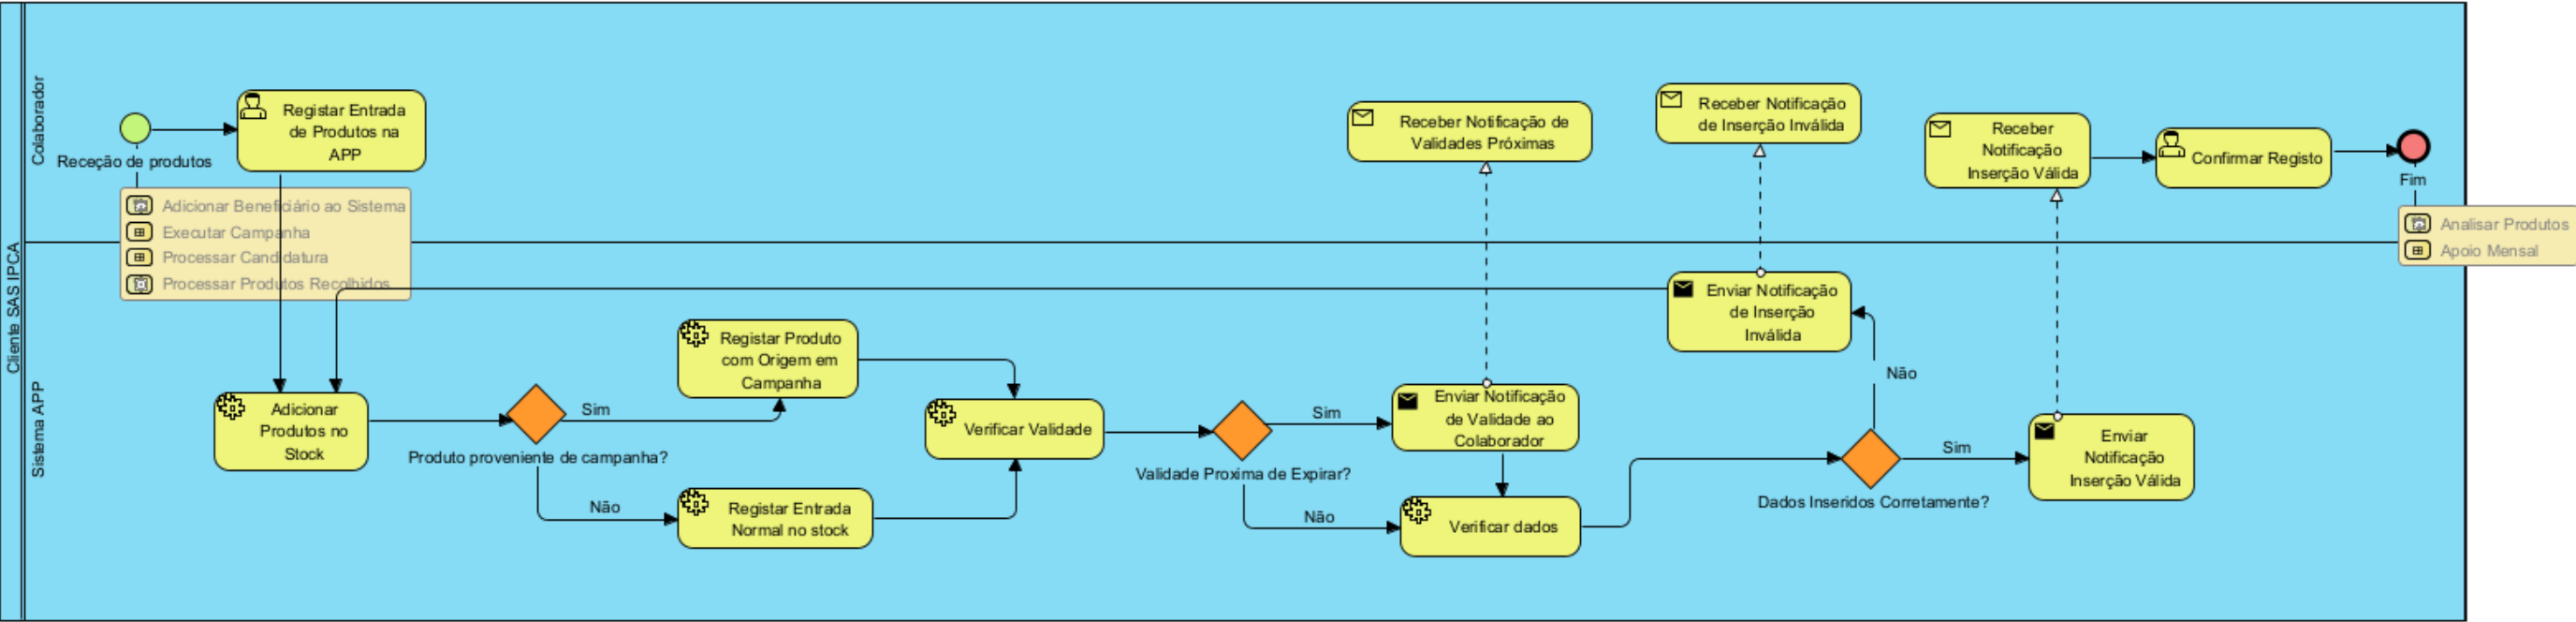 Cliente SAS IPCA
Colaborador
Receção de produtos
Registar Entrada
de Produtos na
APP
Adicionar Beneficiário ao Sistema
Executar Campanha
Processar Candidatura
Processar Produtos Recolhidos
Receber Notificação de
Validades Próximas
Receber Notificação
de Inserção Inválida
Receber
Notificação
Inserção Válida
Confirmar Registo
Fim
Analisar Produtos
Apoio Mensal
Sistema APP
Adicionar
Produtos no
Stock
Produto proveniente de campanha?
Sim
Não
Registar Produto
com Origem em
Campanha
Registar Entrada
Normal no stock
Verificar Validade
Validade Proxima de Expirar?
Sim
Não
Enviar Notificação
de Validade ao
Colaborador
Verificar dados
Enviar Notificação
de Inserção
Inválida
Não
Dados Inseridos Corretamente?
Sim
Enviar
Notificação
Inserção Válida